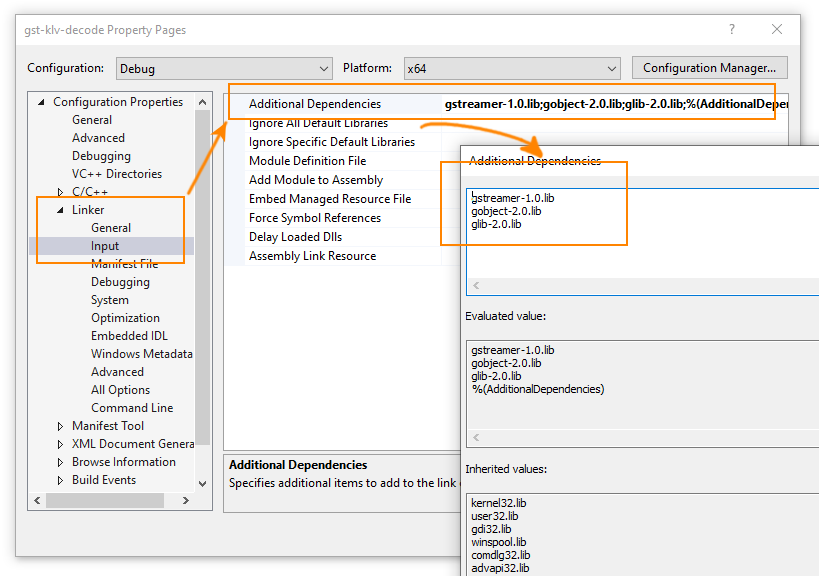 gst-klv-decode Property Pages
Configuration: Debug Platform: x64 Configuration Manager...
Configuration Properties
General
Advanced
Debugging
VC++ Directories
C/C++
Linker
General
Input
Manifest File
Debugging
System
Optimization
Embedded IDL
Windows Metadata
Advanced
All Options
Command Line
Manifest Tool
XML Document Genera
Browse Information
Build Events
Additional Dependencies gstreamer-1.0.lib;gobject-2.0.lib;glib-2.0.lib;%(AdditionalDepen
Ignore All Default Libraries
Ignore Specific Default Libraries
Module Definition File
Add Module to Assembly
Embed Managed Resource File
Force Symbol References
Delay Loaded Dlls
Assembly Link Resource
Additional Dependencies
Specifies additional items to add to the link
Additional Dependencies
gstreamer-1.0.lib
gobject-2.0.lib
glib-2.0.lib
Evaluated value:
gstreamer-1.0.lib
gobject-2.0.lib
glib-2.0.lib
%(AdditionalDependencies)
Inherited values:
kernel32.lib
user32.lib
gdi32.lib
winspool.lib
comdlg32.lib
advapi32.lib